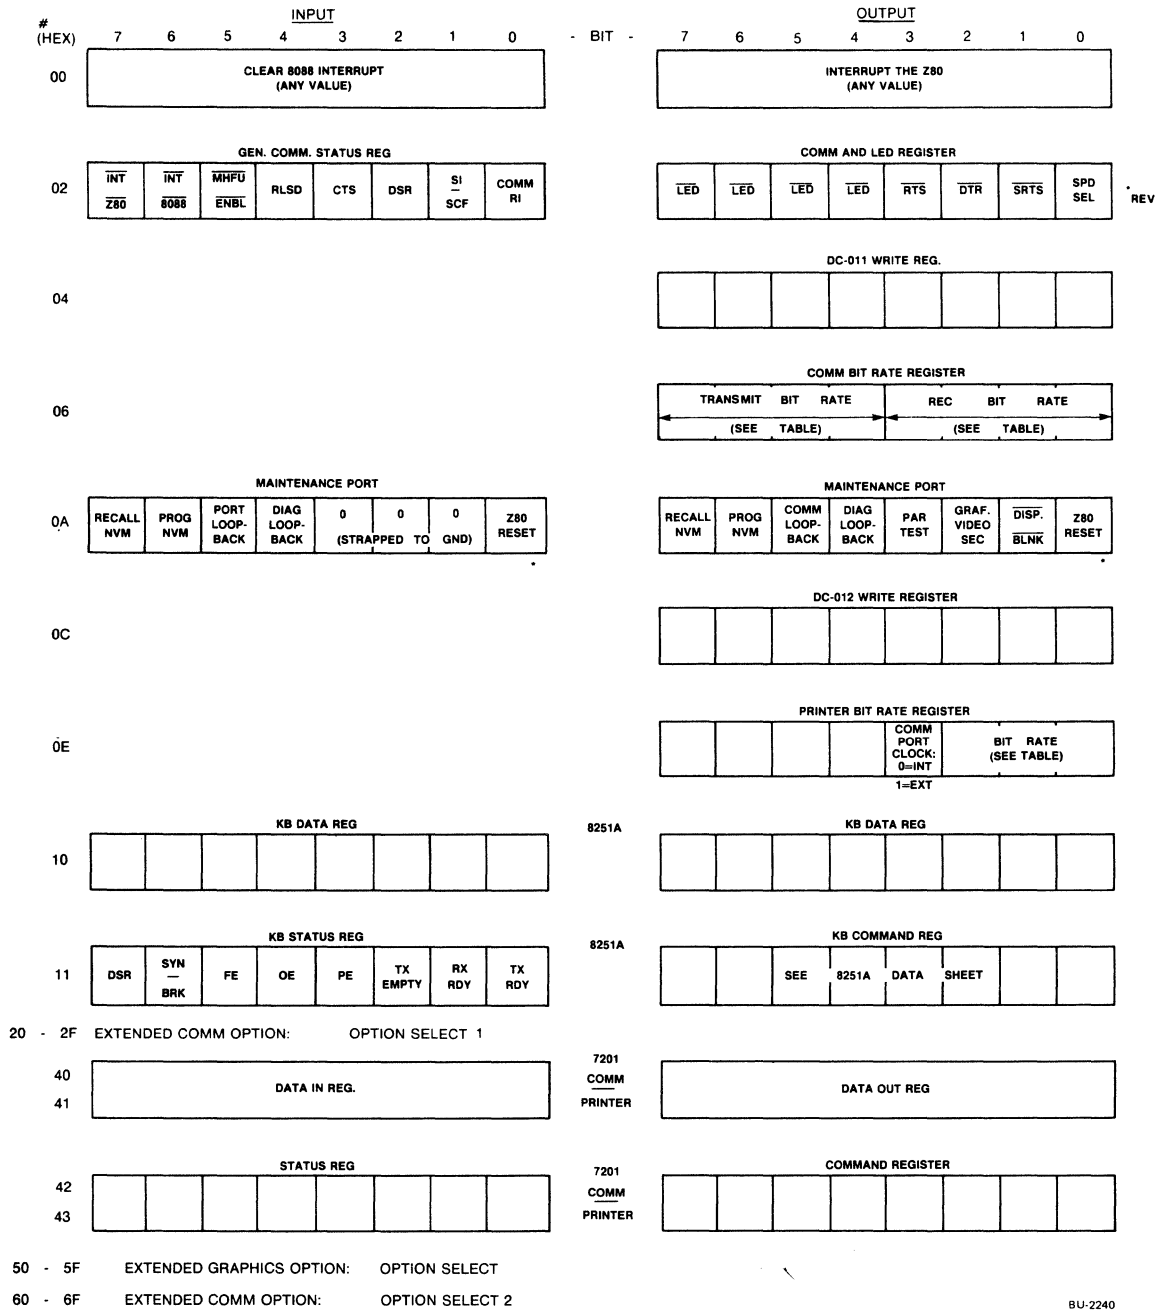 INPUT OUTPUT
#
(HEX) 7 6 5 4 3 2 1 0 - BIT - 7 6 5 4 3 2 1 0
00 CLEAR 8088 INTERRUPT (ANY VALUE) INTERRUPT THE Z80 (ANY VALUE)
GEN. COMM. STATUS REG COMM AND LED REGISTER
02 INT Z80 INT 8088 MHFU ENBL RLSD CTS DSR SI — SCF COMM RI LED LED LED LED RTS DTR SRTS SPD SEL * REV
DC-011 WRITE REG.
04
COMM BIT RATE REGISTER
06 TRANSMIT BIT RATE (SEE TABLE) REC BIT RATE (SEE TABLE)
MAINTENANCE PORT MAINTENANCE PORT
0A RECALL NVM PROG NVM PORT LOOP-BACK DIAG LOOP-BACK 0 0 0 (STRAPPED TO GND) Z80 RESET * RECALL NVM PROG NVM COMM LOOP-BACK DIAG LOOP-BACK PAR TEST GRAF. VIDEO SEC DISP. BLNK Z80 RESET *
DC-012 WRITE REGISTER
0C
PRINTER BIT RATE REGISTER
0E COMM PORT CLOCK: 0=INT 1=EXT BIT RATE (SEE TABLE)
KB DATA REG 8251A KB DATA REG
10
KB STATUS REG 8251A KB COMMAND REG
11 DSR SYN — BRK FE OE PE TX EMPTY RX RDY TX RDY SEE 8251A DATA SHEET
20 - 2F EXTENDED COMM OPTION: OPTION SELECT 1
40 7201
41 DATA IN REG. COMM PRINTER DATA OUT REG
STATUS REG 7201 COMMAND REGISTER
42 COMM
43 PRINTER
50 - 5F EXTENDED GRAPHICS OPTION: OPTION SELECT
60 - 6F EXTENDED COMM OPTION: OPTION SELECT 2
BU-2240